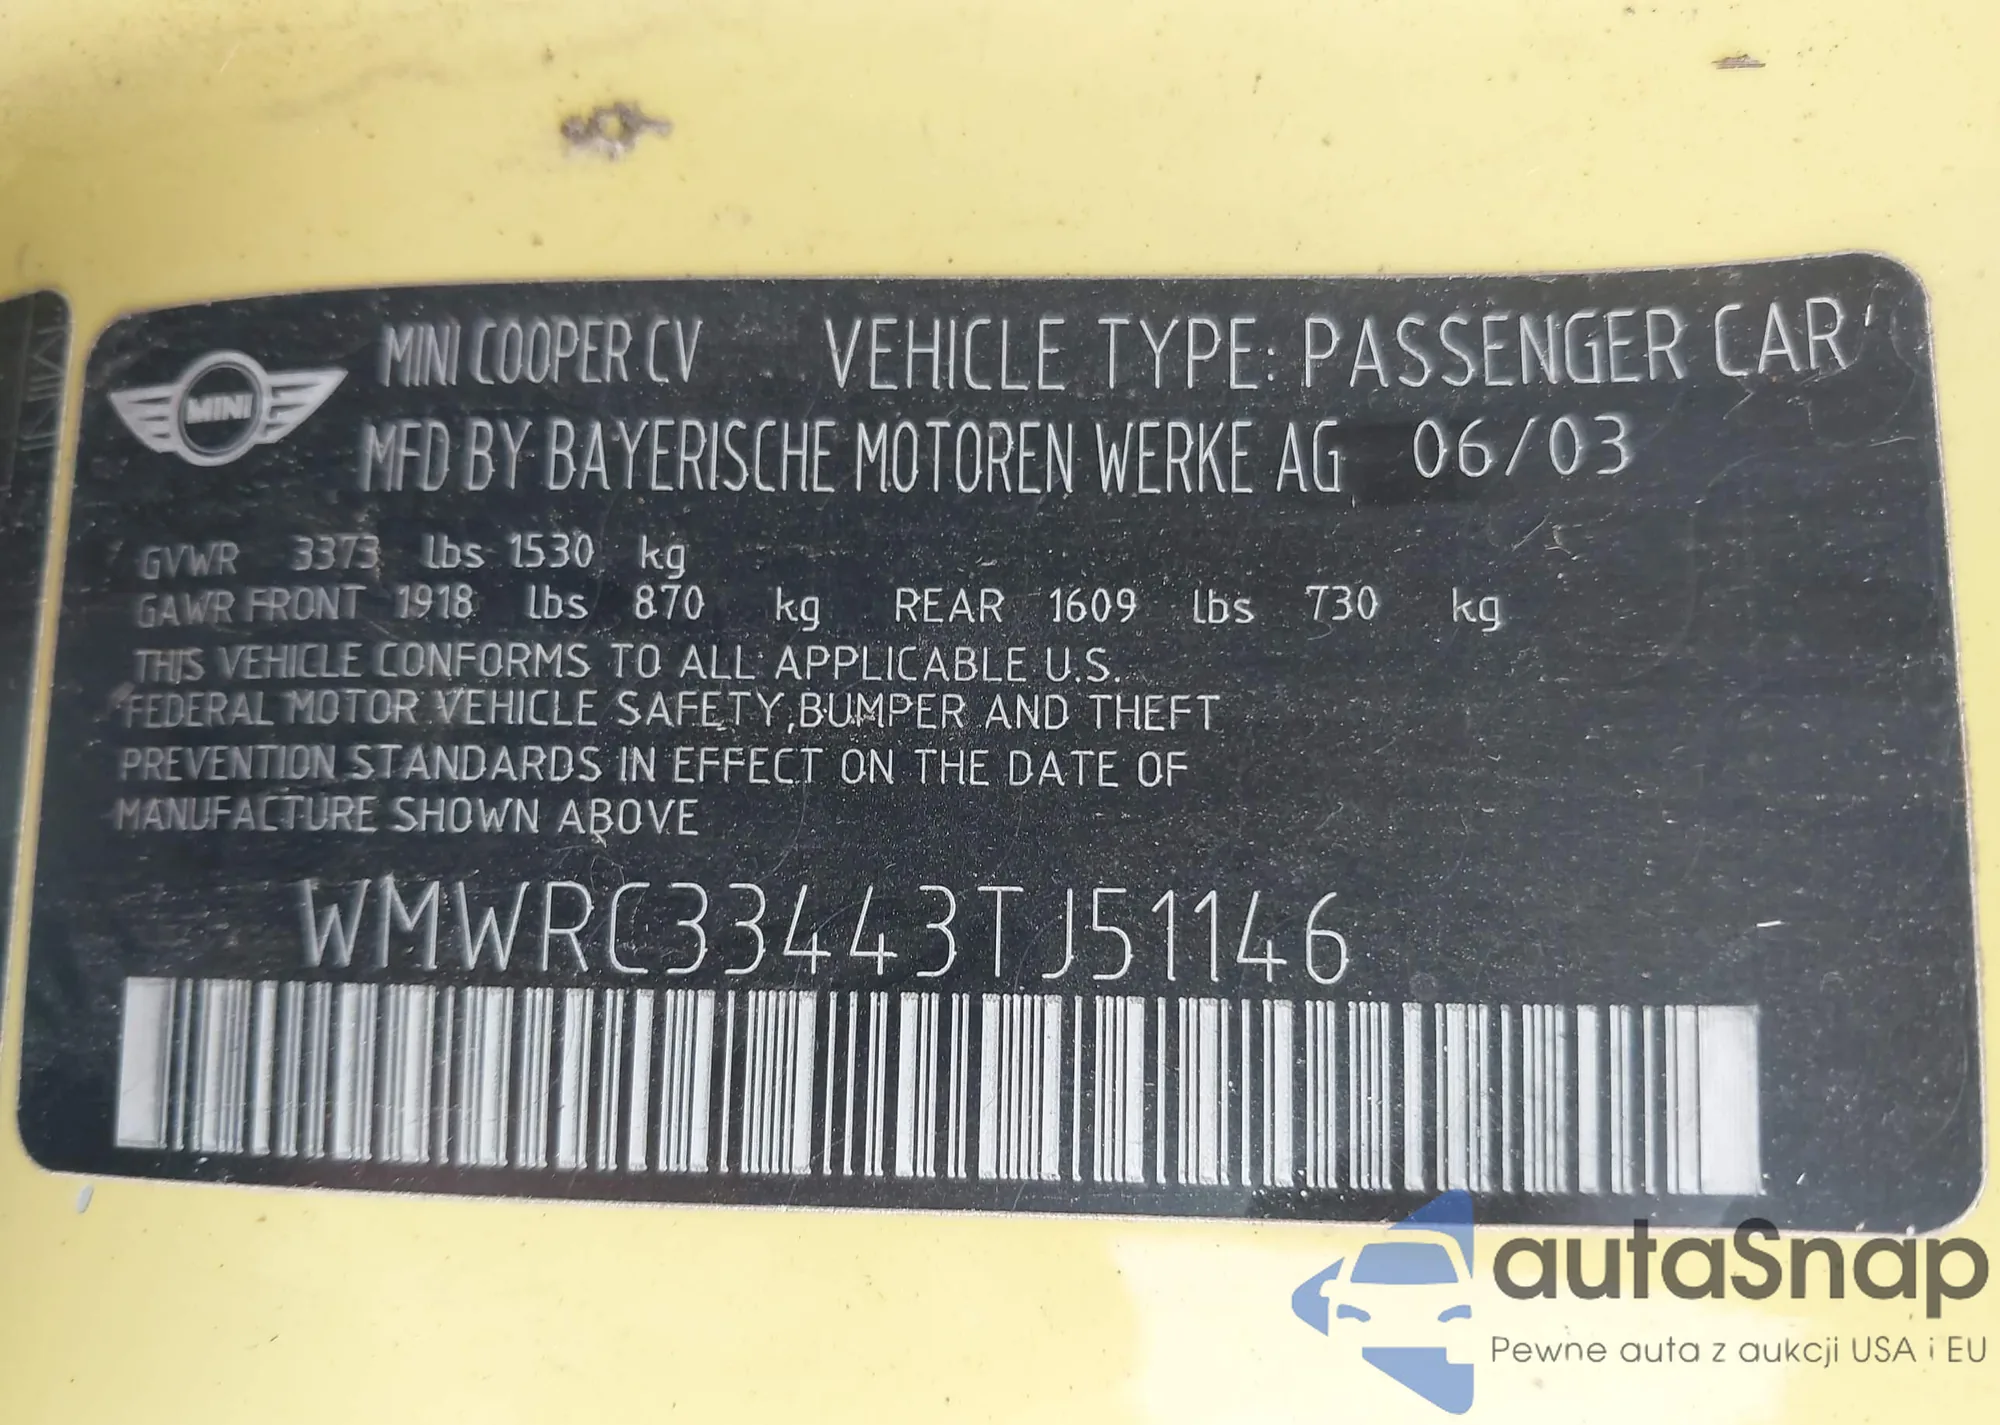 MINI COOPER CV VEHICLE TYPE: PASSENGER CAR
MINI
MFD BY BAYERISCHE MOTOREN WERKE AG 06/03
GVWR 3373 lbs 1530 kg
GAWR FRONT 1918 lbs 870 kg REAR 1609 lbs 730 kg
THIS VEHICLE CONFORMS TO ALL APPLICABLE U.S.
FEDERAL MOTOR VEHICLE SAFETY,BUMPER AND THEFT
PREVENTION STANDARDS IN EFFECT ON THE DATE OF
MANUFACTURE SHOWN ABOVE
WMWRC33443TJ51146
MINI
autaSnap
Pewne auta z aukcji USA i EU